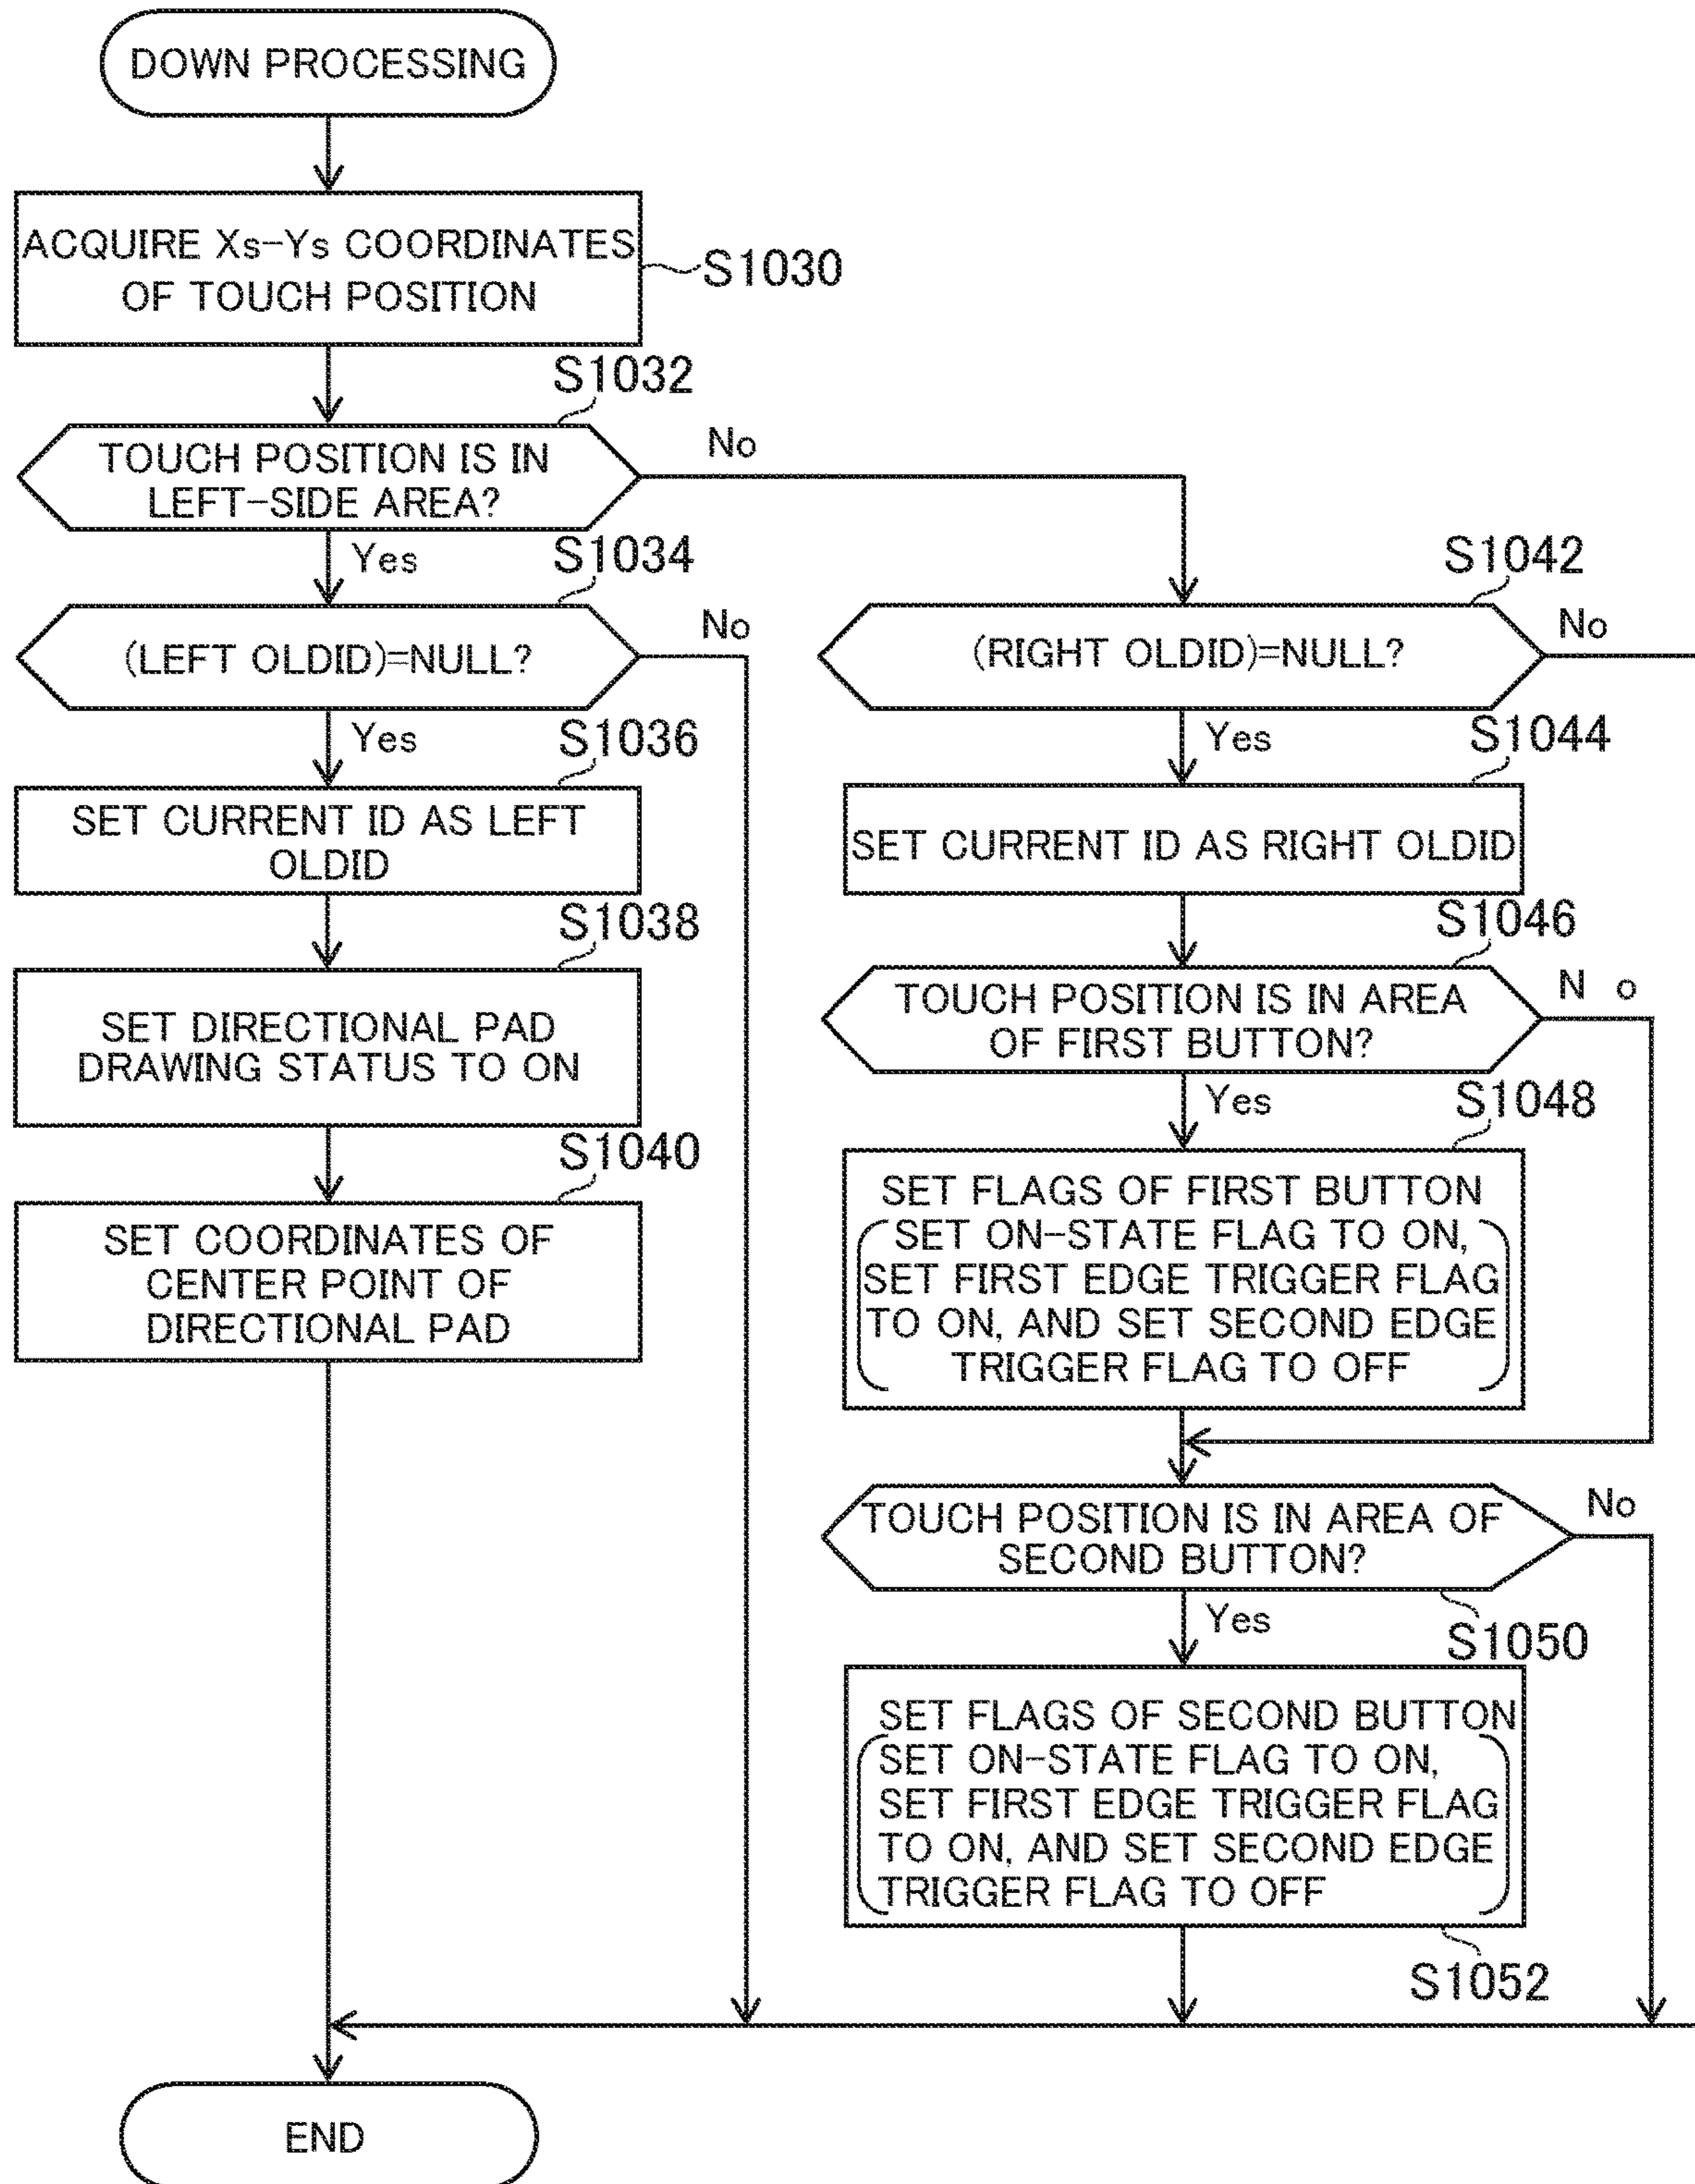 DOWN PROCESSING
ACQUIRE Xs-Ys COORDINATES
OF TOUCH POSITION
S1030
S1032
TOUCH POSITION IS IN
LEFT-SIDE AREA?
No
Yes
S1034
(LEFT OLDID)=NULL?
No
Yes
S1036
SET CURRENT ID AS LEFT
OLDID
S1038
SET DIRECTIONAL PAD
DRAWING STATUS TO ON
S1040
SET COORDINATES OF
CENTER POINT OF
DIRECTIONAL PAD
S1042
(RIGHT OLDID)=NULL?
No
Yes
S1044
SET CURRENT ID AS RIGHT OLDID
S1046
TOUCH POSITION IS IN AREA
OF FIRST BUTTON?
N o
Yes
S1048
SET FLAGS OF FIRST BUTTON
SET ON-STATE FLAG TO ON,
SET FIRST EDGE TRIGGER FLAG
TO ON, AND SET SECOND EDGE
TRIGGER FLAG TO OFF
TOUCH POSITION IS IN AREA OF
SECOND BUTTON?
No
Yes
S1050
SET FLAGS OF SECOND BUTTON
SET ON-STATE FLAG TO ON,
SET FIRST EDGE TRIGGER FLAG
TO ON, AND SET SECOND EDGE
TRIGGER FLAG TO OFF
S1052
END